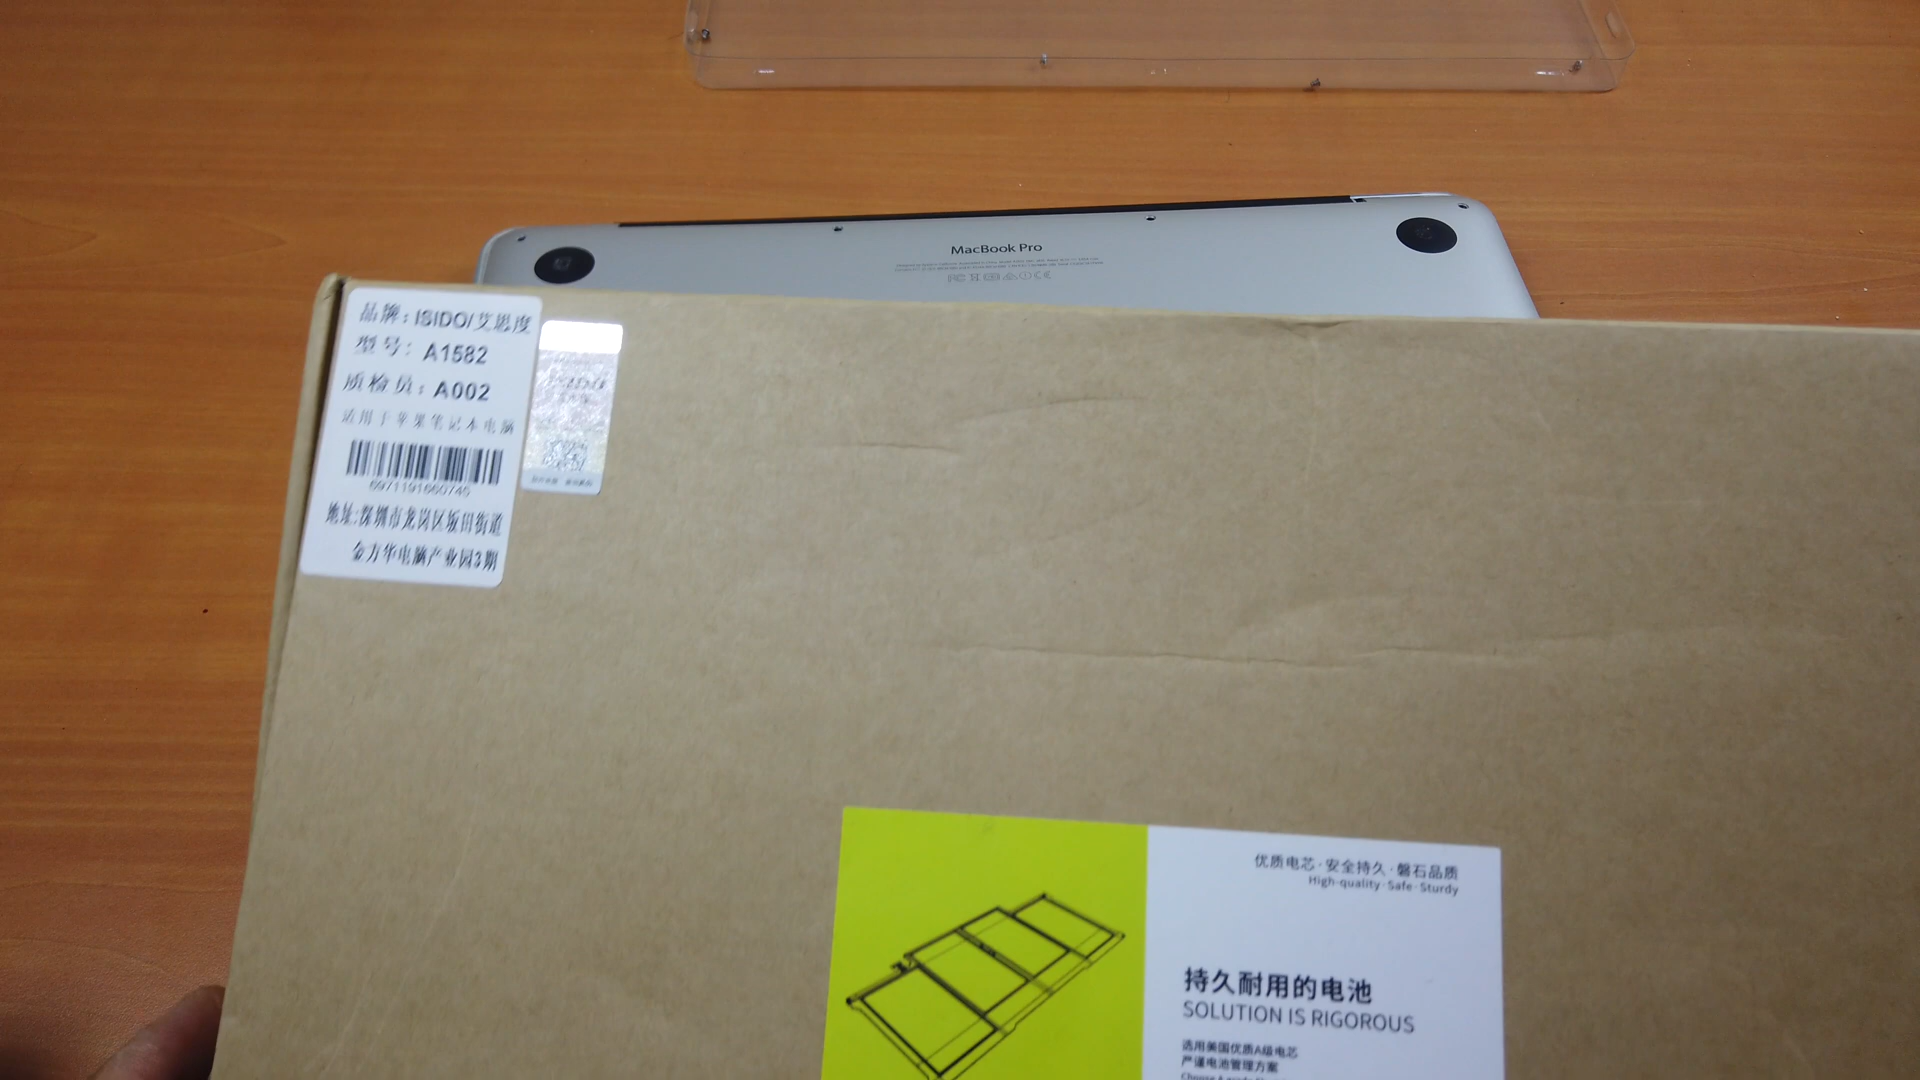 MacBook Pro
品牌: ISIDO/艾思度
型号: A1582
质检员: A002
适用于苹果笔记本电脑
6971191660745
地址:深圳市龙岗区坂田街道
金方华电脑产业园3期
优质电芯·安全持久·磐石品质
High-quality·Safe·Sturdy
持久耐用的电池
SOLUTION IS RIGOROUS
选用美国优质A级电芯
严谨电池管理方案